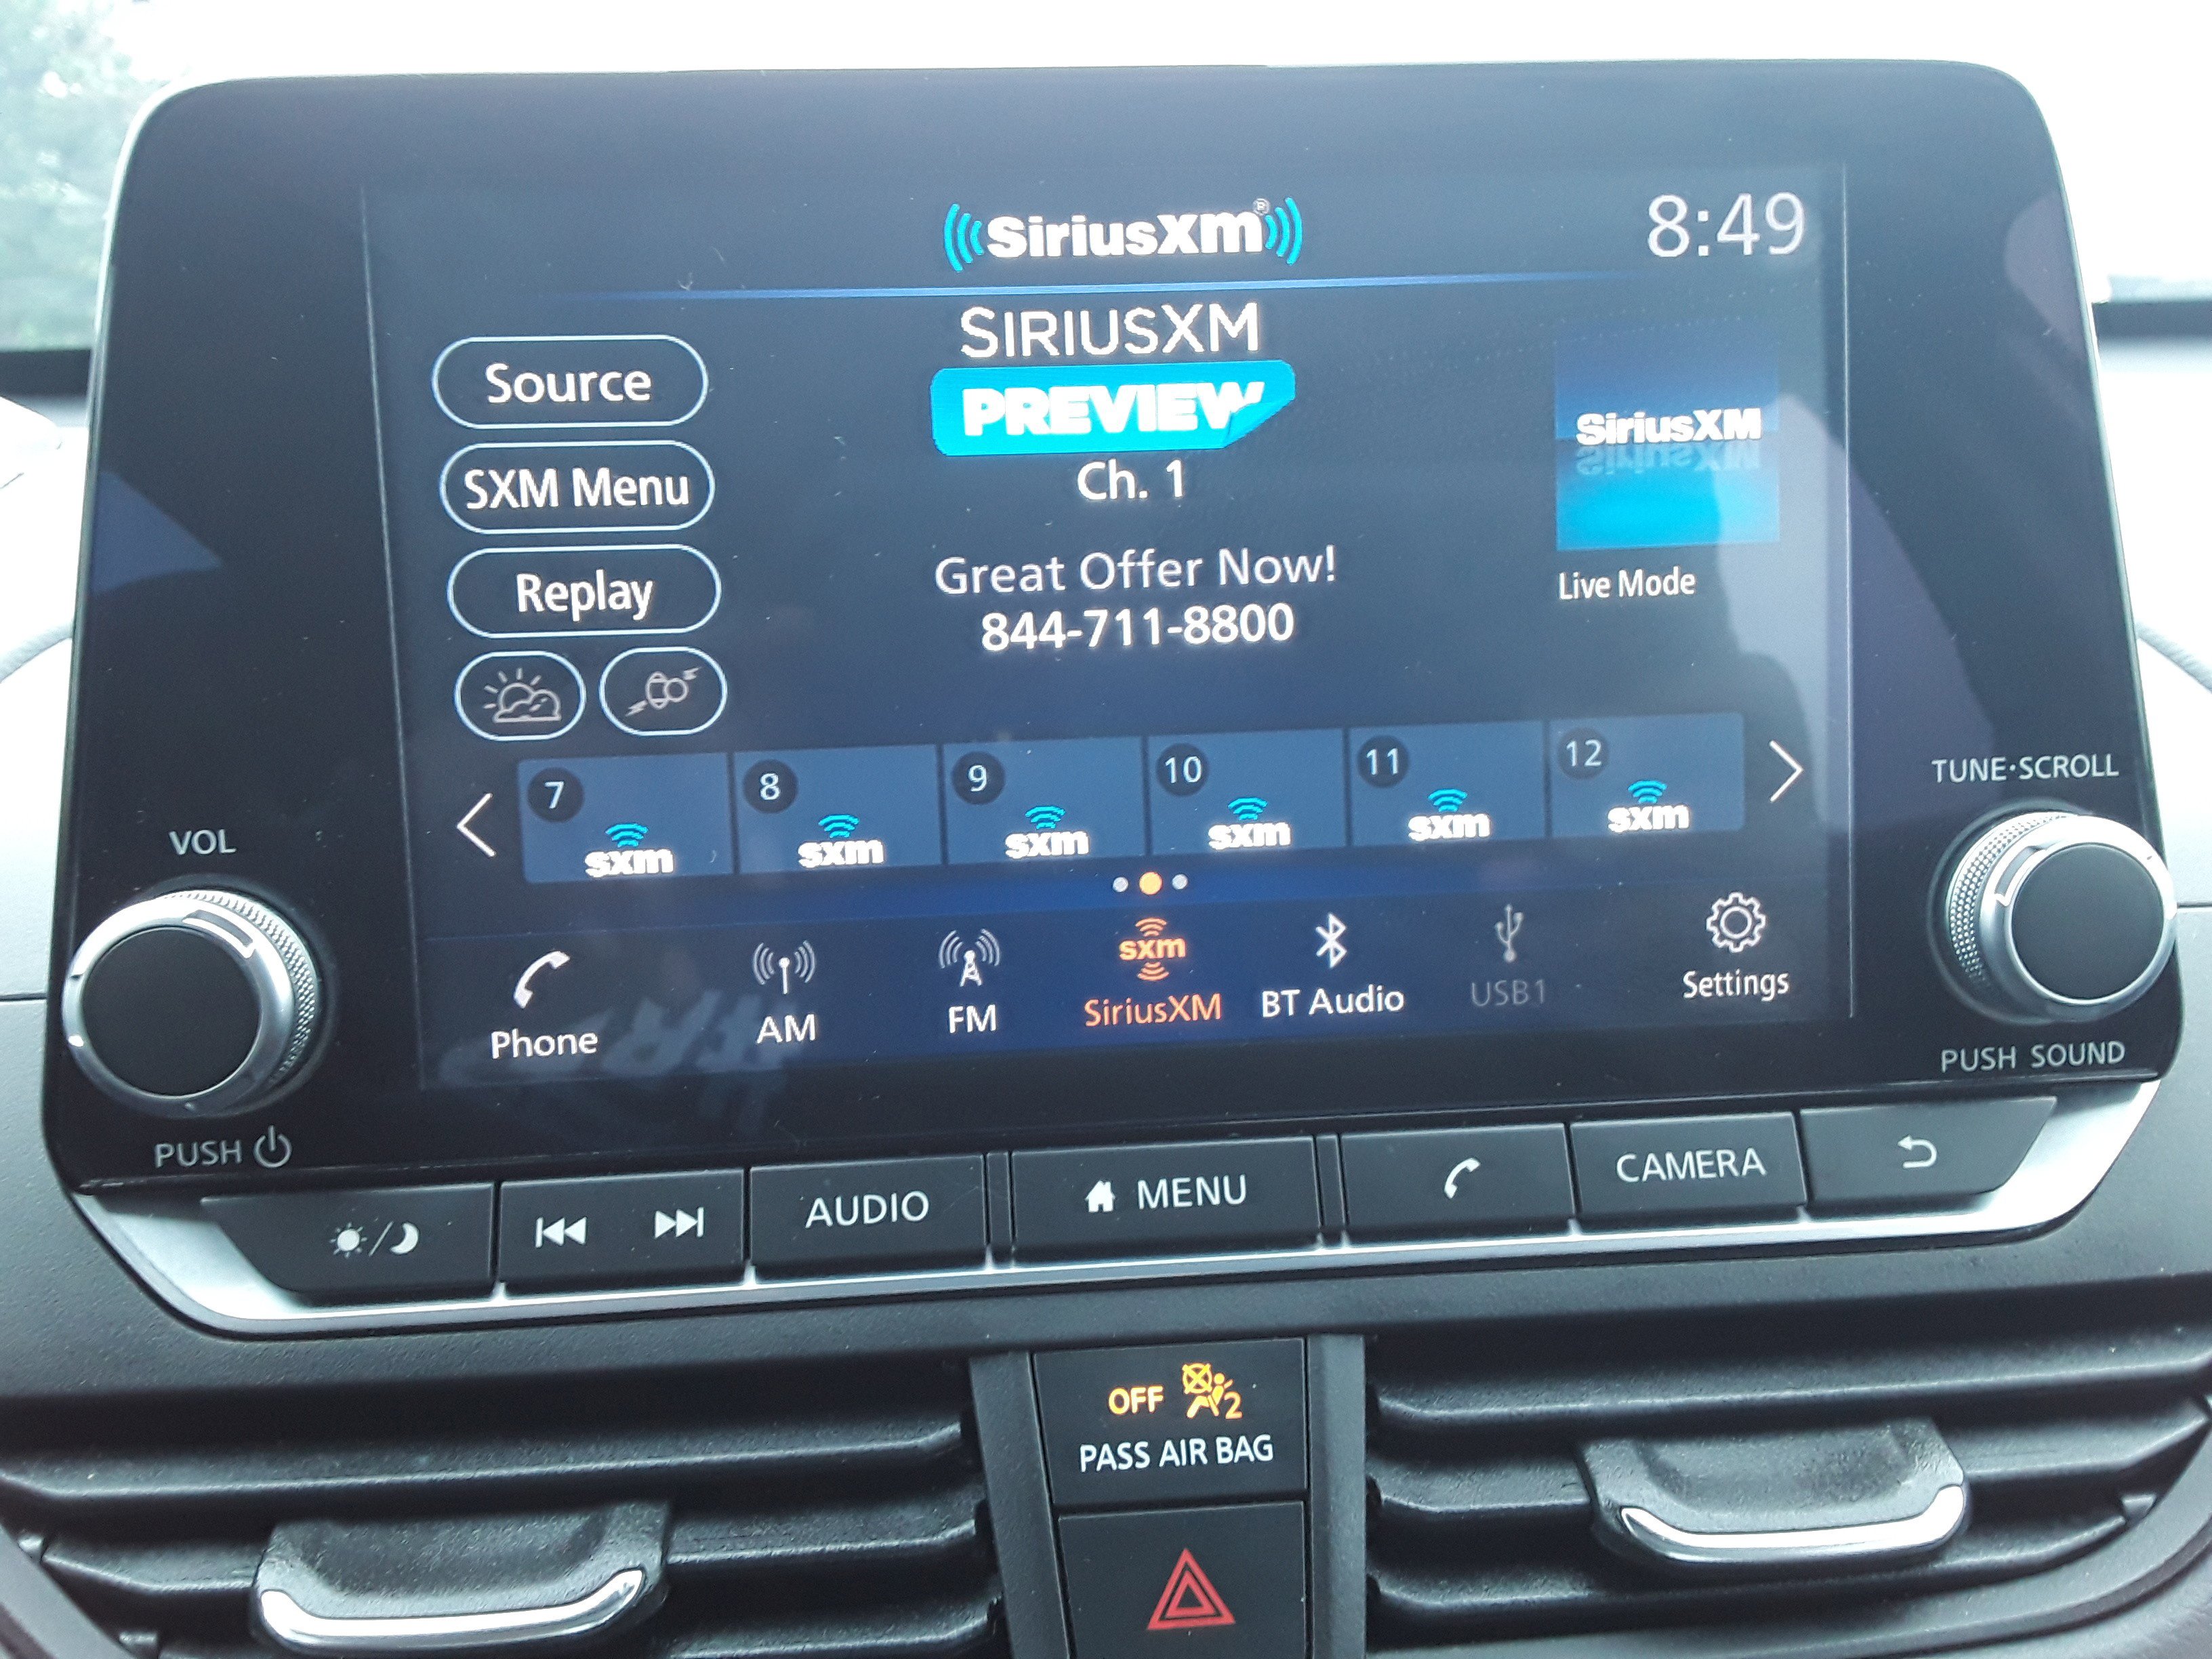 SiriusXm®
8:49
SIRIUSXM
PREVIEW
Ch. 1
Great Offer Now!
844-711-8800
Source
SXM Menu
Replay
SiriusXM
Live Mode
7 sxm
8 sxm
9 sxm
10 sxm
11 sxm
12 sxm
Phone
AM
FM
sxm
SiriusXM
BT Audio
USB1
Settings
VOL
PUSH
TUNE·SCROLL
PUSH SOUND
AUDIO
MENU
CAMERA
OFF 2
PASS AIR BAG